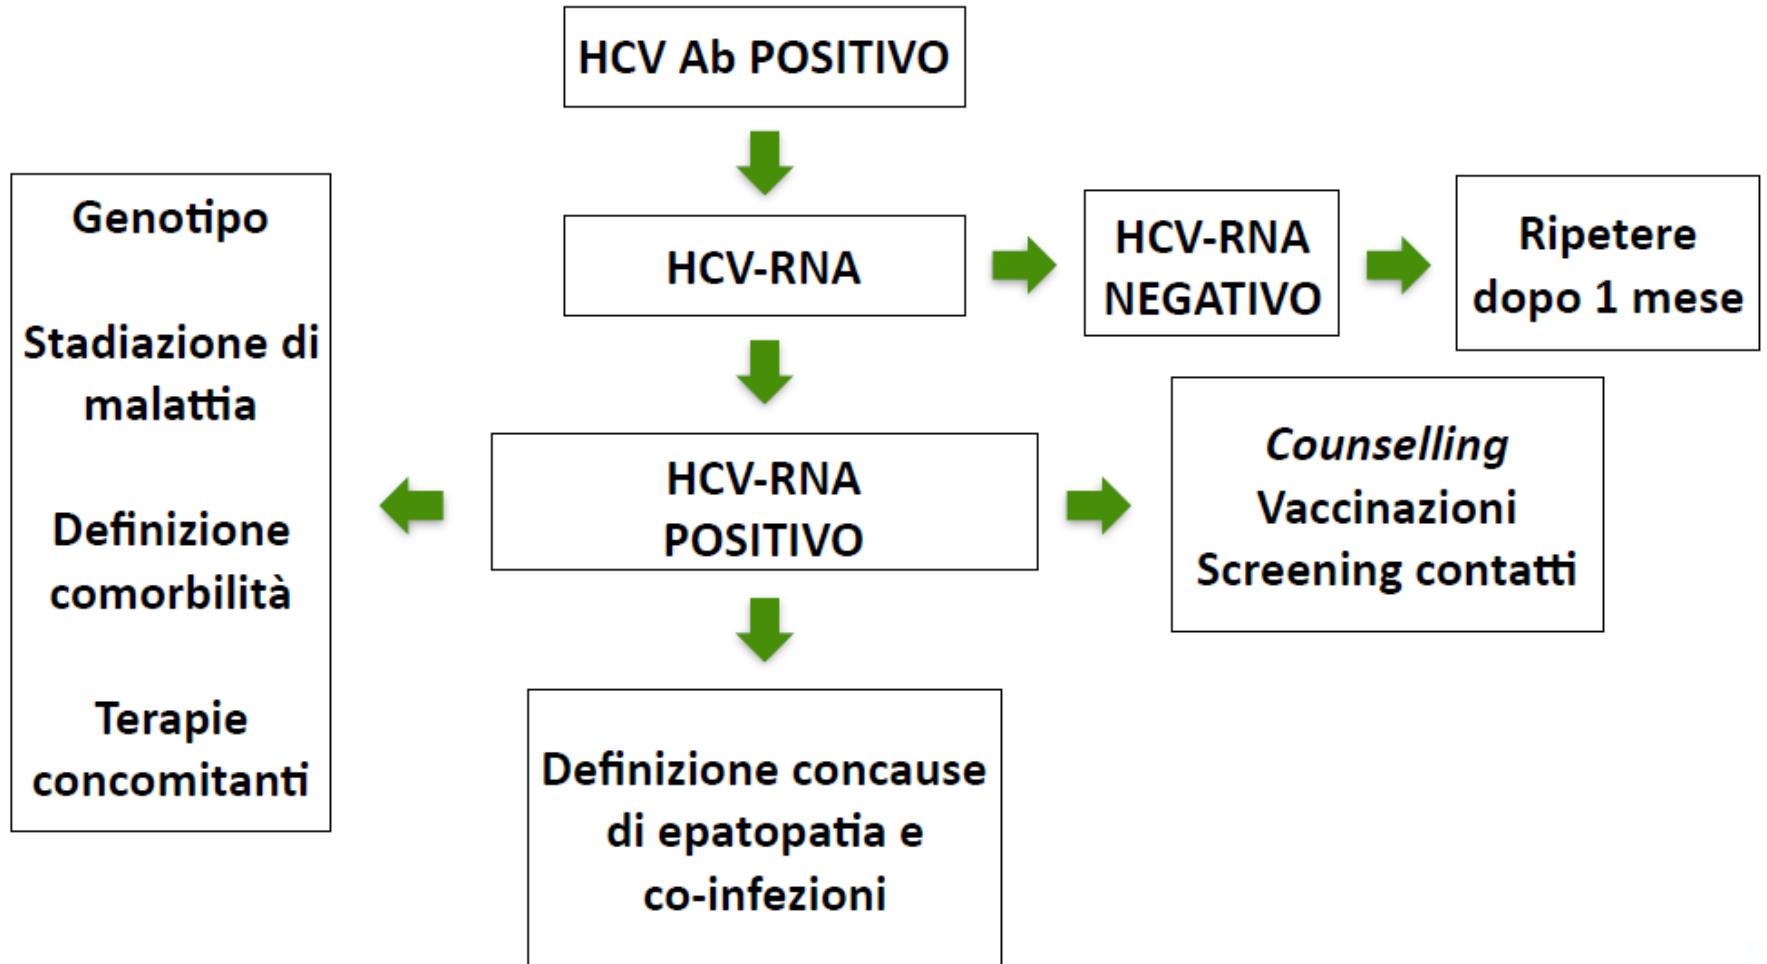 HCV Ab POSITIVO
HCV-RNA
HCV-RNA
NEGATIVO
Ripetere
dopo 1 mese
HCV-RNA
POSITIVO
Genotipo
Stadiazione di
malattia
Definizione
comorbilità
Terapie
concomitanti
Counselling
Vaccinazioni
Screening contatti
Definizione concause
di epatopatia e
co-infezioni